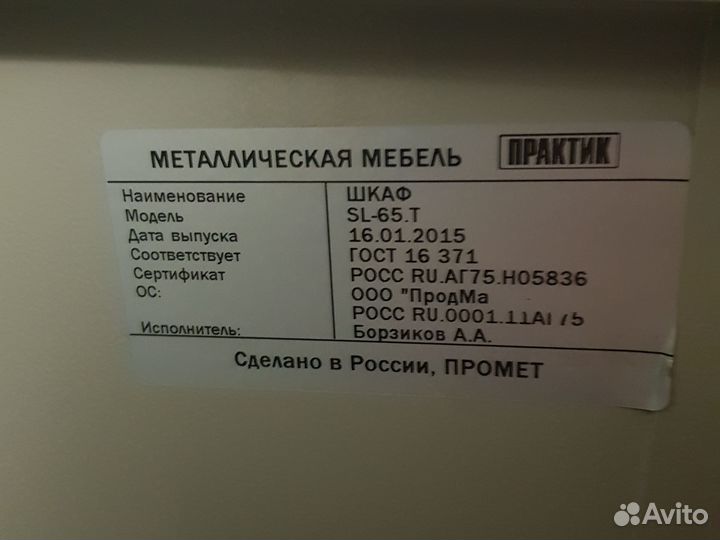 МЕТАЛЛИЧЕСКАЯ МЕБЕЛЬ ПРАКТИК
Наименование ШКАФ
Модель SL-65.T
Дата выпуска 16.01.2015
Соответствует ГОСТ 16 371
Сертификат РОСС RU.АГ75.Н05836
ОС: ООО "ПродМа
РОСС RU.0001.11АГ75
Исполнитель: Борзиков А.А.
Сделано в России, ПРОМЕТ
Avito